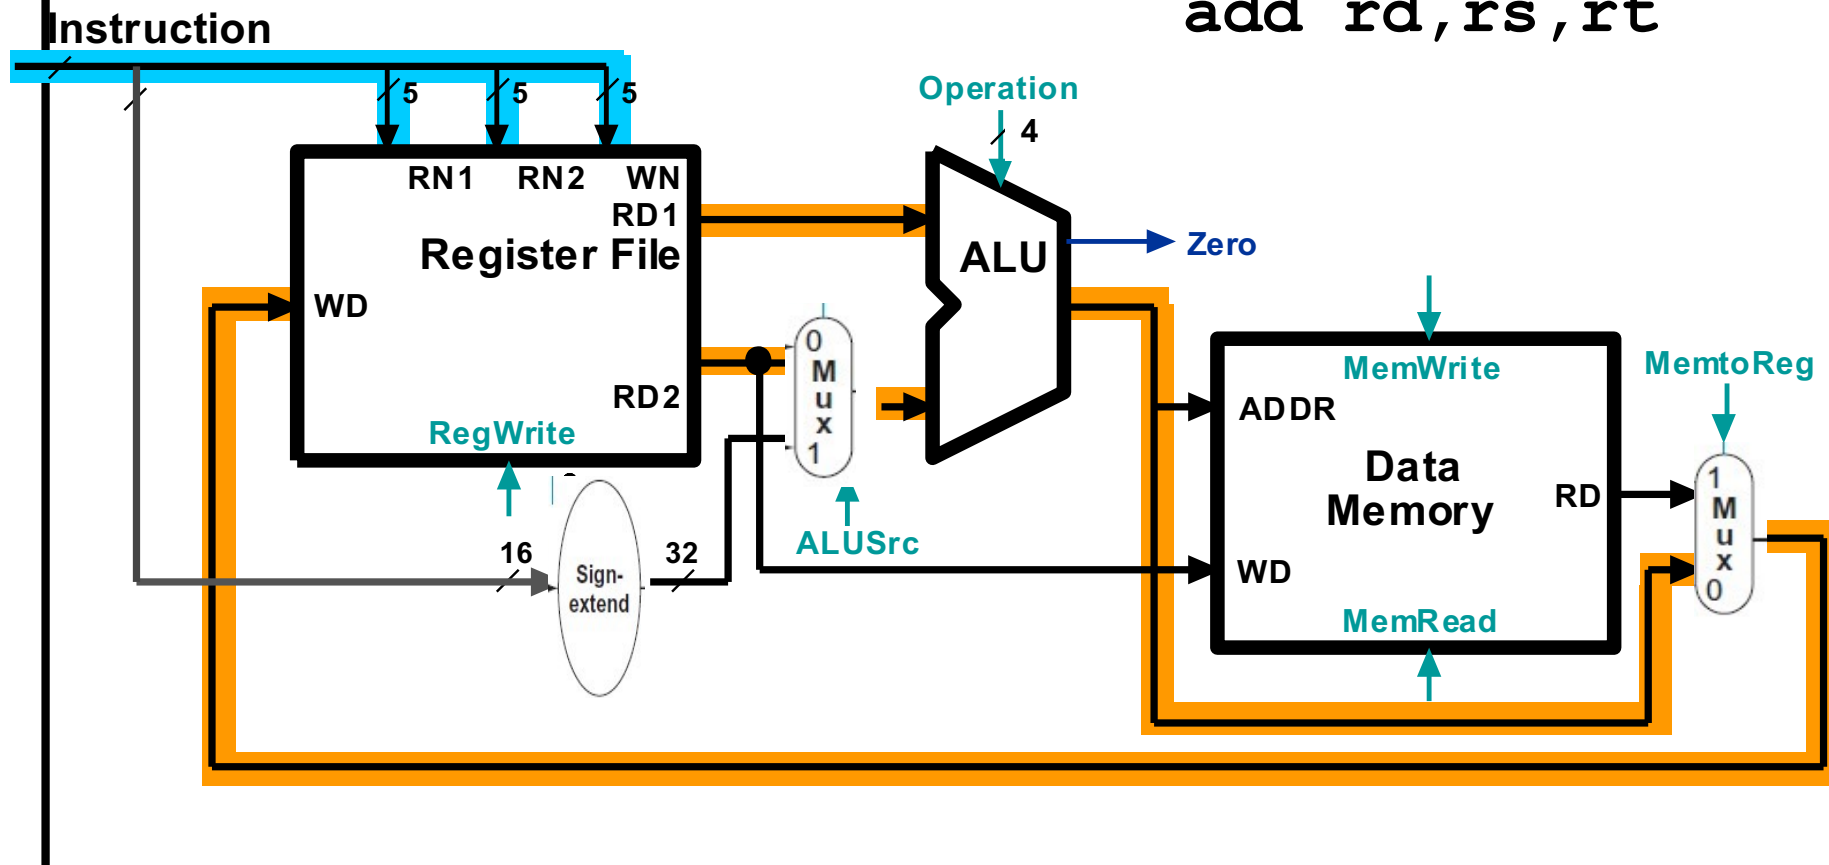 add rd,rs,rt
Instruction
Operation
4
5
5
5
RN1
RN2
WN
RD1
Register File
WD
RD2
RegWrite
ALU
Zero
0
M
u
x
1
ALUSrc
16
Sign-
extend
32
MemWrite
ADDR
Data
Memory
RD
WD
MemRead
MemtoReg
1
M
u
x
0